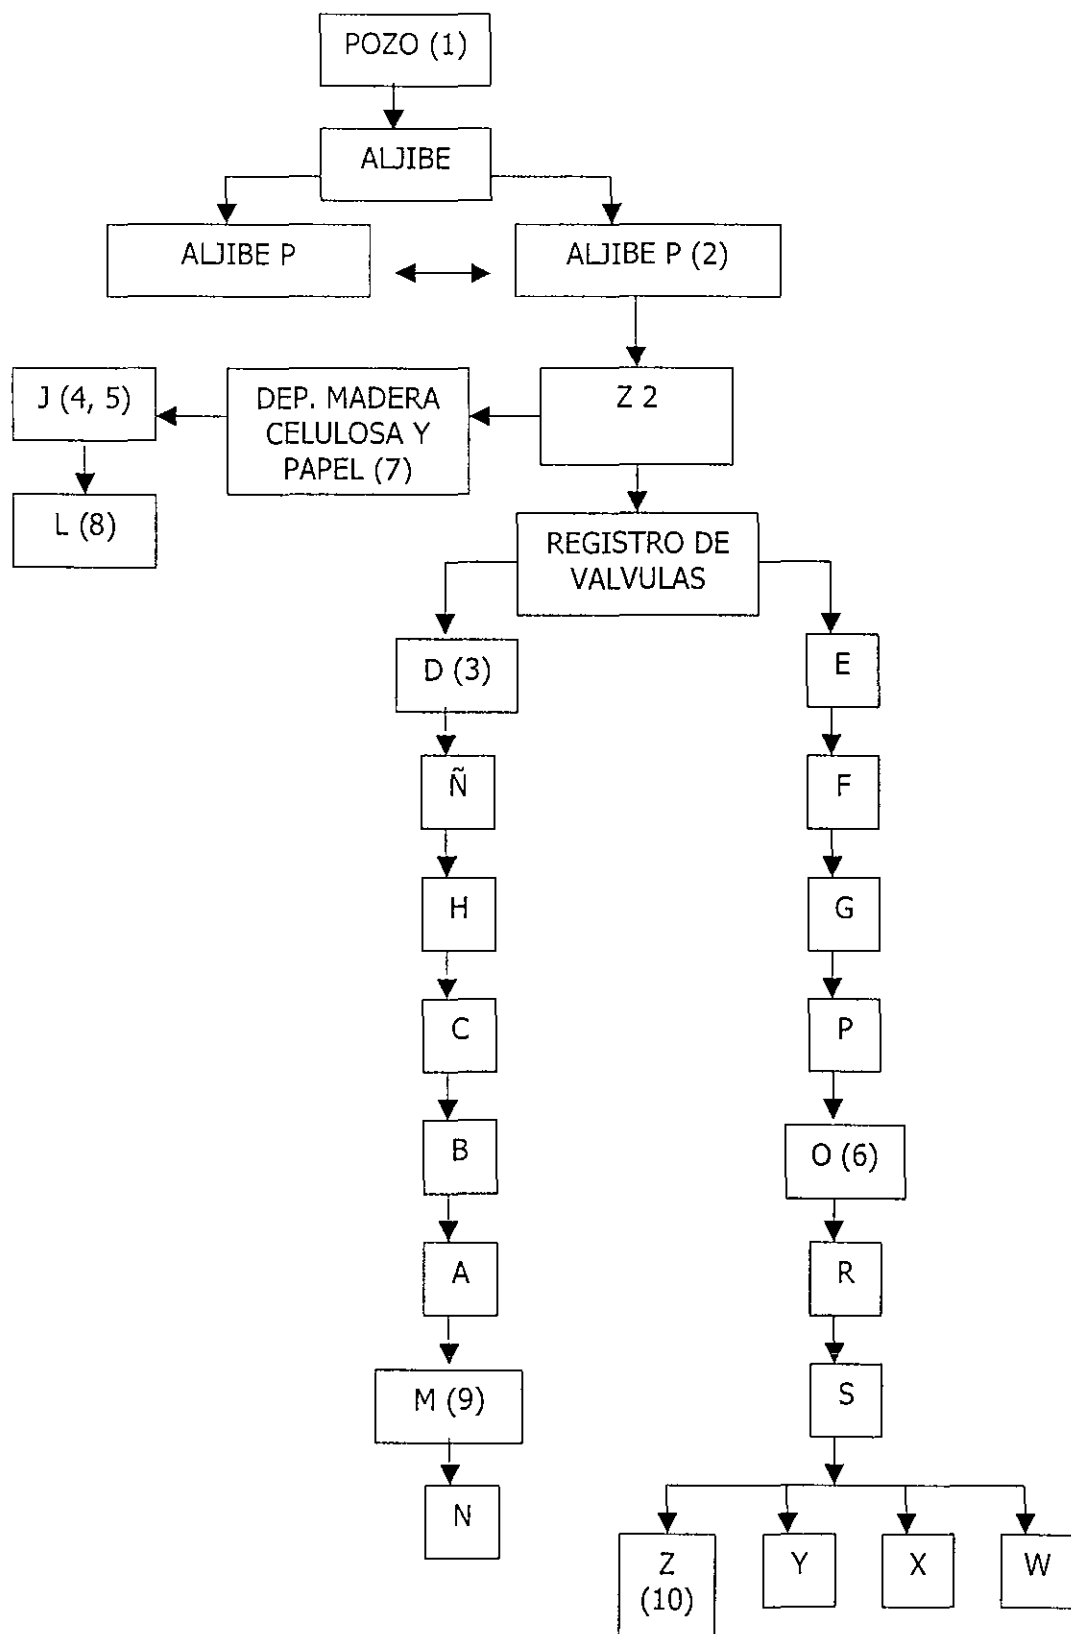 POZO (1)
ALJIBE
ALJIBE P
ALJIBE P (2)
Z 2
DEP. MADERA
CELULOSA Y
PAPEL (7)
J (4, 5)
L (8)
REGISTRO DE
VALVULAS
D (3)
Ñ
H
C
B
A
M (9)
N
E
F
G
P
O (6)
R
S
Z
(10)
Y
X
W